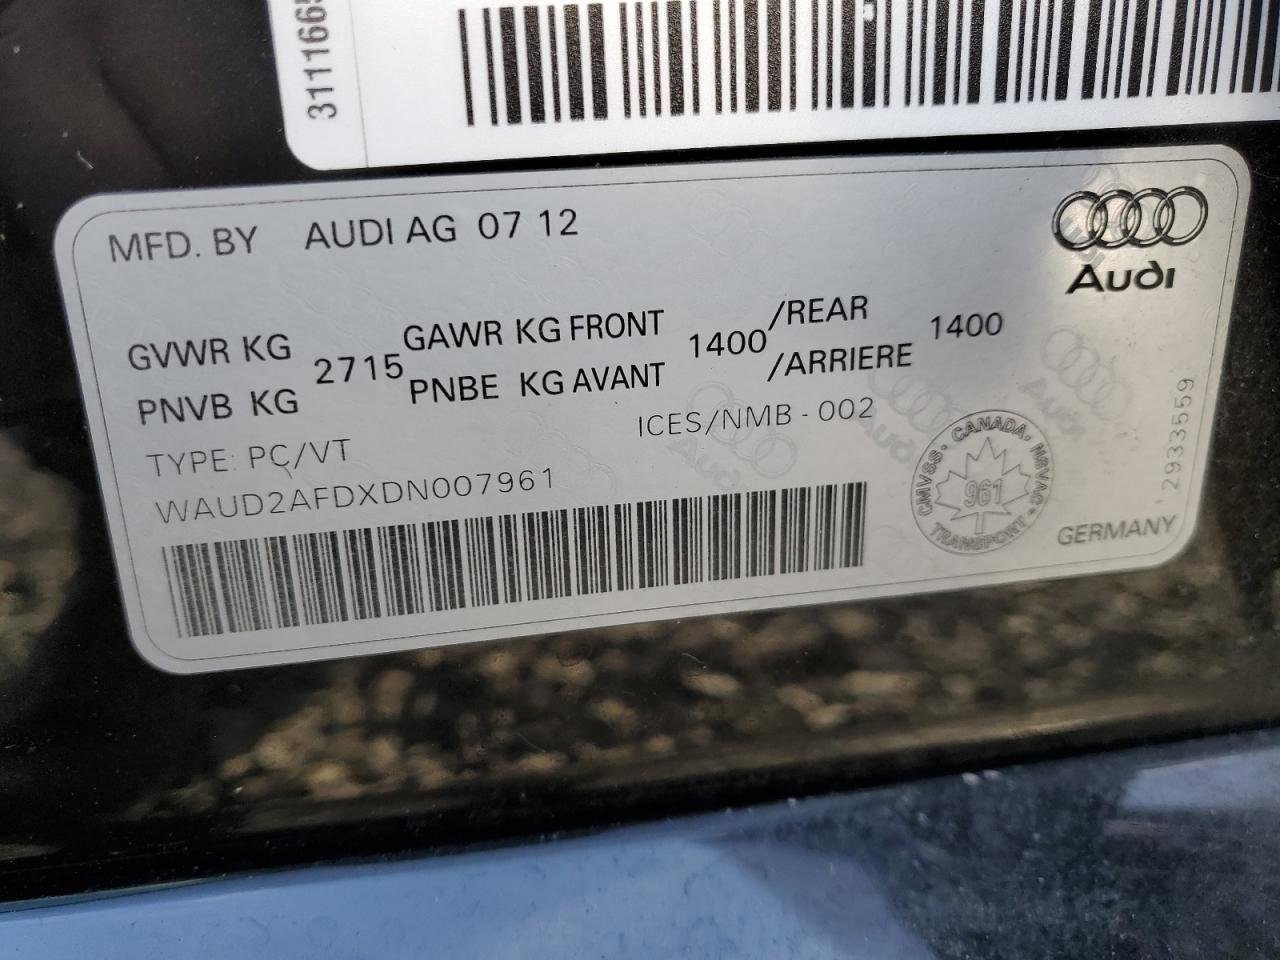 3111665
MFD. BY AUDI AG 07 12
Audi
GVWR KG 2715 GAWR KG FRONT 1400 /REAR 1400
PNVB KG PNBE KG AVANT /ARRIERE
TYPE: PC/VT ICES/NMB - 002
WAUD2AFDXDN007961
CANADA · NSVAC · TRANSPORT · CMVSS
961
GERMANY
2933559